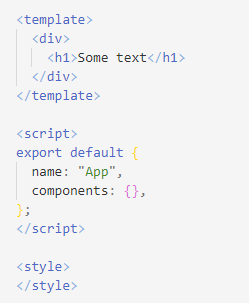 <template>
  <div>
    <h1>Some text</h1>
  </div>
</template>

<script>
export default {
  name: "App",
  components: {},
};
</script>

<style>
</style>